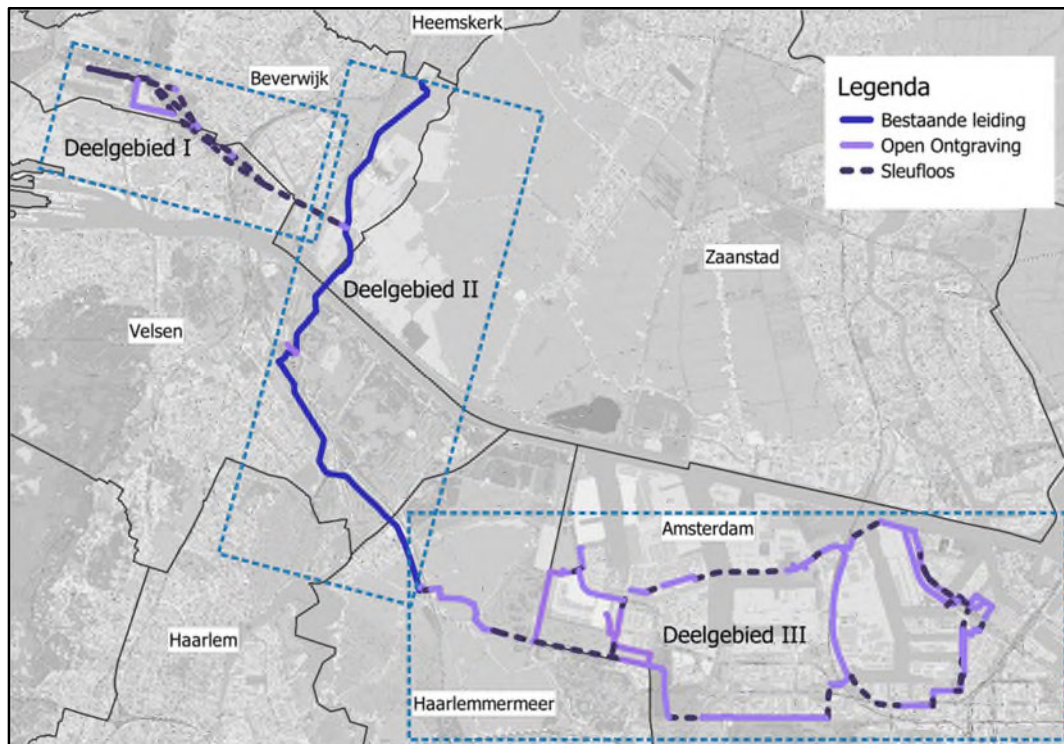 Heemskerk
Beverwijk
Legenda
Bestaande leiding
Open Ontgraving
Sleufloos
Deelgebied I
Zaanstad
Deelgebied II
Velsen
Amsterdam
Deelgebied III
Haarlem
Haarlemmermeer